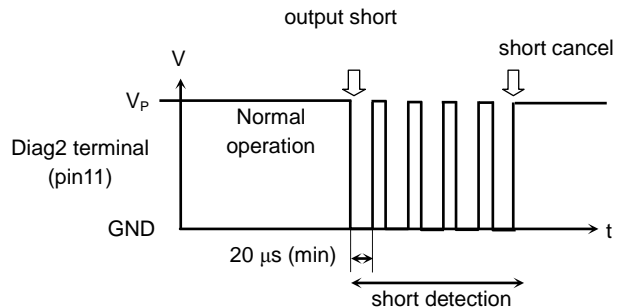 output short
short cancel
V
V_P
Normal
operation
Diag2 terminal
(pin11)
GND
t
20 μs (min)
short detection